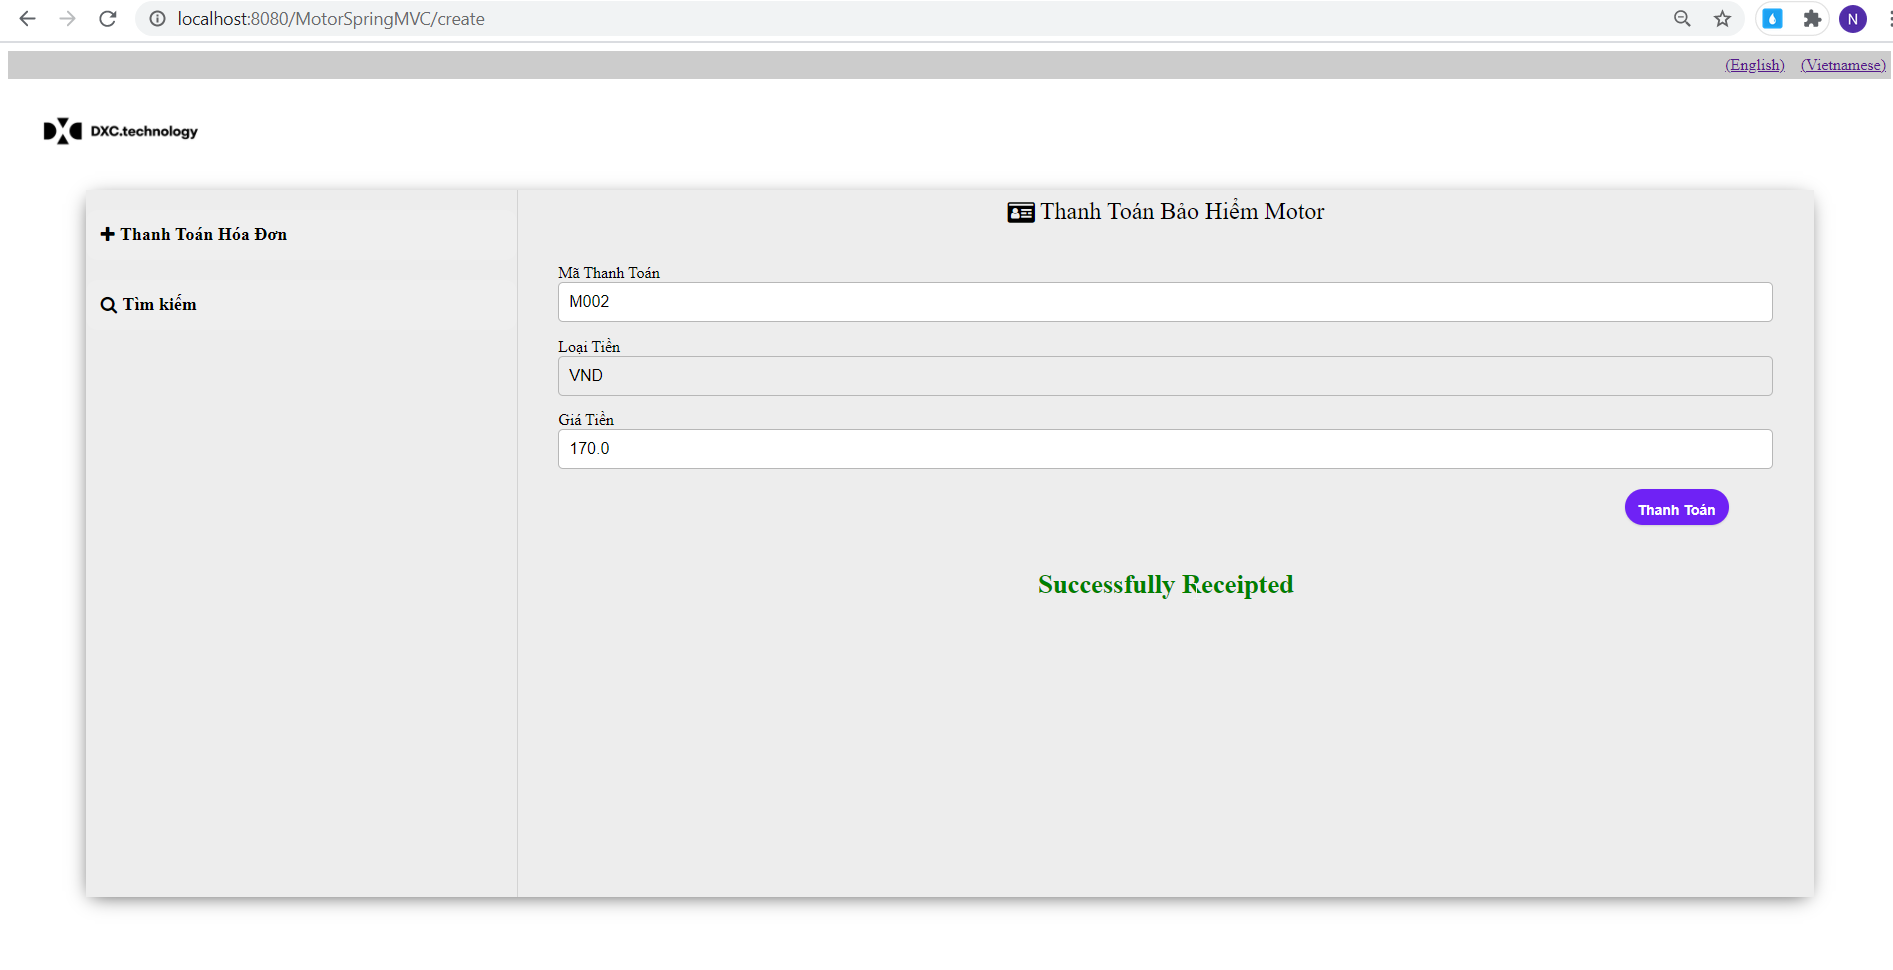 localhost:8080/MotorSpringMVC/create
N
(English) (Vietnamese)
DXC.technology
Thanh Toán Hóa Đơn
Tìm kiếm
Thanh Toán Bảo Hiểm Motor
Mã Thanh Toán
M002
Loại Tiền
VND
Giá Tiền
170.0
Thanh Toán
Successfully Receipted